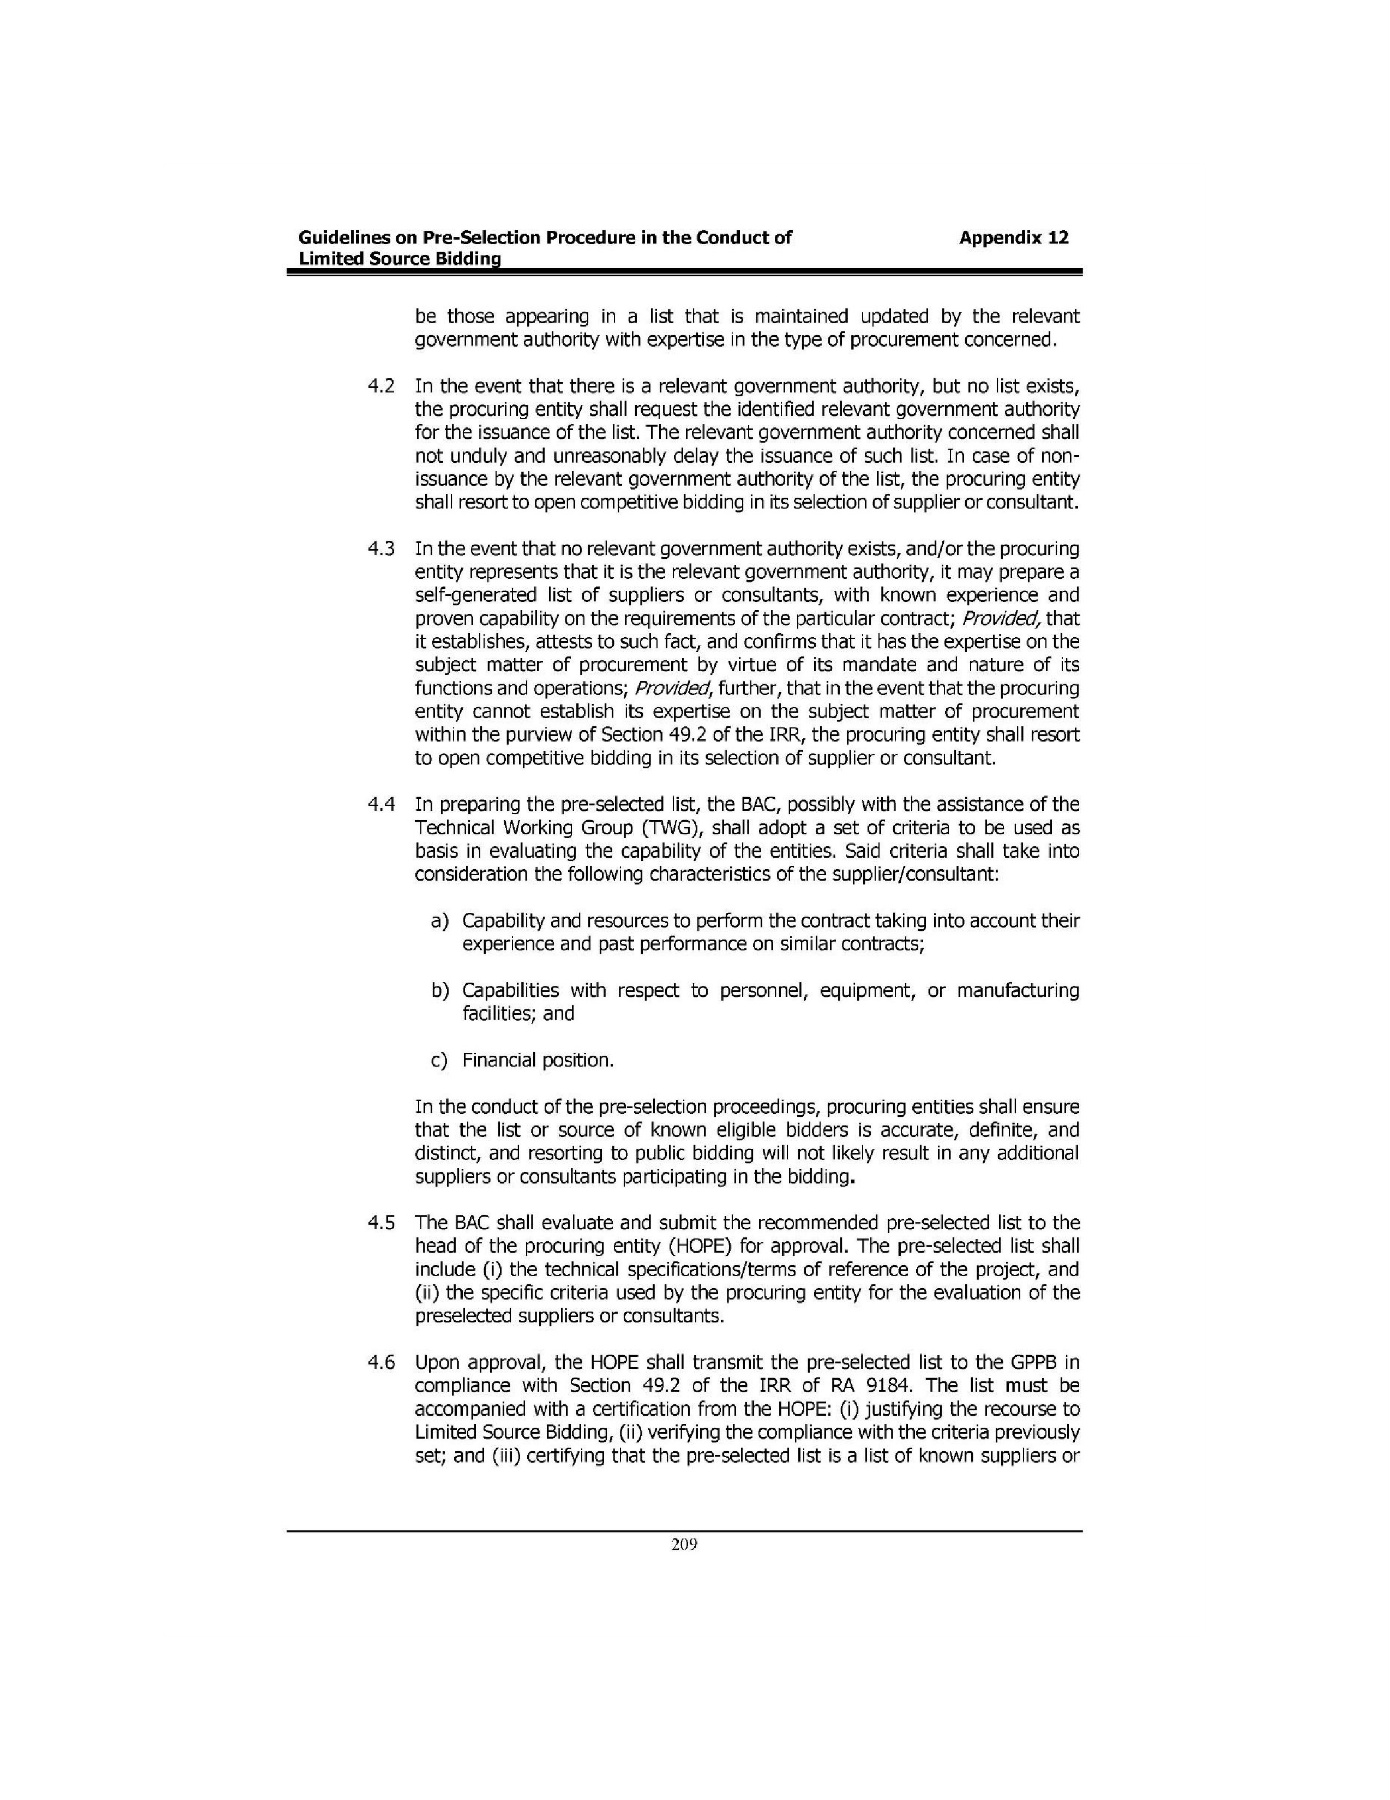 Guidelines on Pre-Selection Procedure in the Conduct of Appendix 12
Limited Source Bidding
be those appearing in a list that is maintained updated by the relevant
government authority with expertise in the type of procurement concerned.
4.2 In the event that there is a relevant government authority, but no list exists,
the procuring entity shall request the identified relevant government authority
for the issuance of the list. The relevant government authority concerned shall
not unduly and unreasonably delay the issuance of such list. In case of non-
issuance by the relevant government authority of the list, the procuring entity
shall resort to open competitive bidding in its selection of supplier or consultant.
4.3 In the event that no relevant government authority exists, and/or the procuring
entity represents that it is the relevant government authority, it may prepare a
self-generated list of suppliers or consultants, with known experience and
proven capability on the requirements of the particular contract; Provided, that
it establishes, attests to such fact, and confirms that it has the expertise on the
subject matter of procurement by virtue of its mandate and nature of its
functions and operations; Provided, further, that in the event that the procuring
entity cannot establish its expertise on the subject matter of procurement
within the purview of Section 49.2 of the IRR, the procuring entity shall resort
to open competitive bidding in its selection of supplier or consultant.
4.4 In preparing the pre-selected list, the BAC, possibly with the assistance of the
Technical Working Group (TWG), shall adopt a set of criteria to be used as
basis in evaluating the capability of the entities. Said criteria shall take into
consideration the following characteristics of the supplier/consultant:
a) Capability and resources to perform the contract taking into account their
experience and past performance on similar contracts;
b) Capabilities with respect to personnel, equipment, or manufacturing
facilities; and
c) Financial position.
In the conduct of the pre-selection proceedings, procuring entities shall ensure
that the list or source of known eligible bidders is accurate, definite, and
distinct, and resorting to public bidding will not likely result in any additional
suppliers or consultants participating in the bidding.
4.5 The BAC shall evaluate and submit the recommended pre-selected list to the
head of the procuring entity (HOPE) for approval. The pre-selected list shall
include (i) the technical specifications/terms of reference of the project, and
(ii) the specific criteria used by the procuring entity for the evaluation of the
preselected suppliers or consultants.
4.6 Upon approval, the HOPE shall transmit the pre-selected list to the GPPB in
compliance with Section 49.2 of the IRR of RA 9184. The list must be
accompanied with a certification from the HOPE: (i) justifying the recourse to
Limited Source Bidding, (ii) verifying the compliance with the criteria previously
set; and (iii) certifying that the pre-selected list is a list of known suppliers or
209